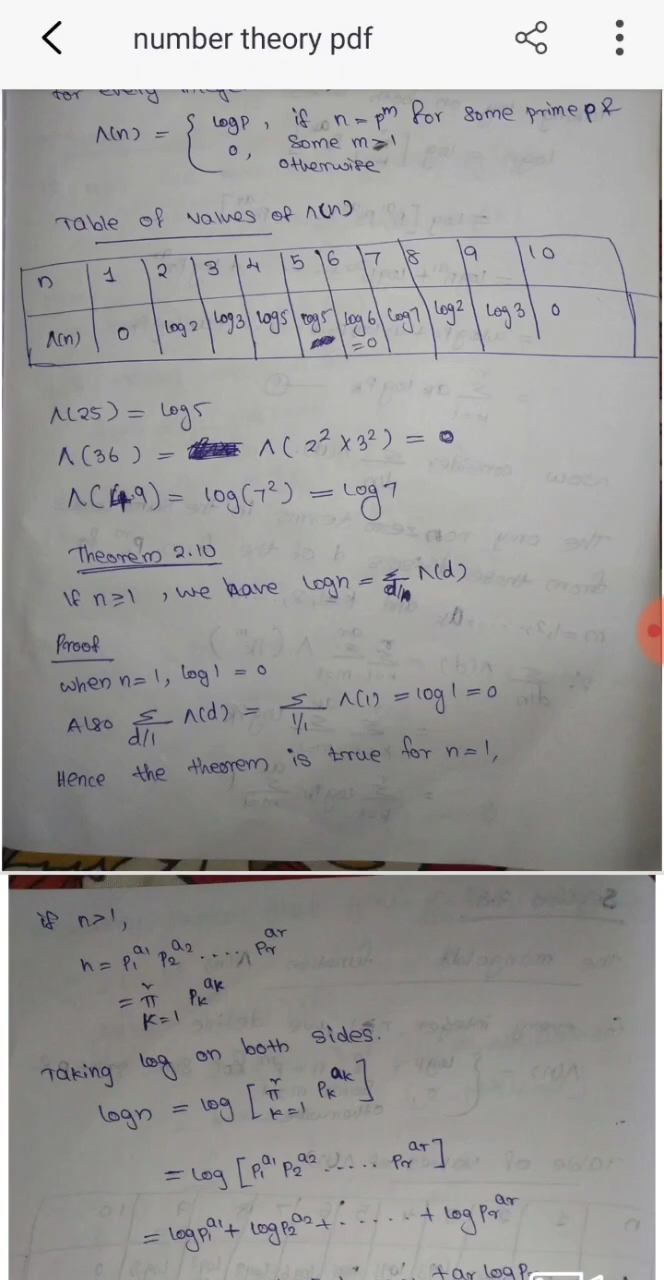 number theory pdf
for every integer
Λ(n) = { log p, if n = p^m for some prime p &
some m ≥ 1
0, otherwise
Table of values of Λ(n)
n | 1 | 2 | 3 | 4 | 5 | 6 | 7 | 8 | 9 | 10
Λ(n) | 0 | log 2 | log 3 | log 5 | log 5 | log 6 = 0 | log 7 | log 2 | log 3 | 0
Λ(25) = log 5
Λ(36) = Λ(2² × 3²) = 0
Λ(49) = log(7²) = log 7
Theorem 2.10
If n ≥ 1, we have log n = Σ d/n Λ(d)
Proof
when n = 1, log 1 = 0
Also Σ d/1 Λ(d) = Σ 1/1 Λ(1) = log 1 = 0
Hence the theorem is true for n = 1,
if n > 1,
n = p₁^a1 p₂^a2 .... pr^ar
= π r k=1 pk^ak
Taking log on both sides.
log n = log [π r k=1 pk^ak]
= log [p₁^a1 p₂^a2 ..... pr^ar]
= log p₁^a1 + log p₂^a2 + ...... + log pr^ar
+ ar log p